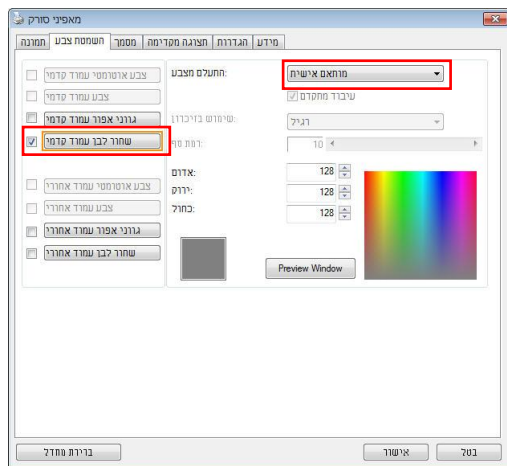 מאפיני סורק
תמונה השמטת צבע מסמך תצוגה מקדימה הגדרות מידע
צבע אוטומטי עמוד קדמי
צבע עמוד קדמי
גווני אפור עמוד קדמי
שחור לבן עמוד קדמי
צבע אוטומטי עמוד אחורי
צבע עמוד אחורי
גווני אפור עמוד אחורי
שחור לבן עמוד אחורי
:התעלם מצבע מותאם אישית
עיבוד מתקדם
:שימוש בזיכרון רגיל
:רמת סף 10
:אדום 128
:ירוק 128
:כחול 128
Preview Window
ברירת מחדל אישור בטל